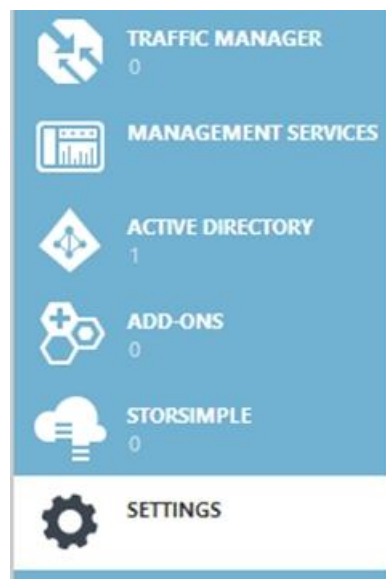 TRAFFIC MANAGER
0
MANAGEMENT SERVICES
ACTIVE DIRECTORY
1
ADD-ONS
0
STORSIMPLE
0
SETTINGS